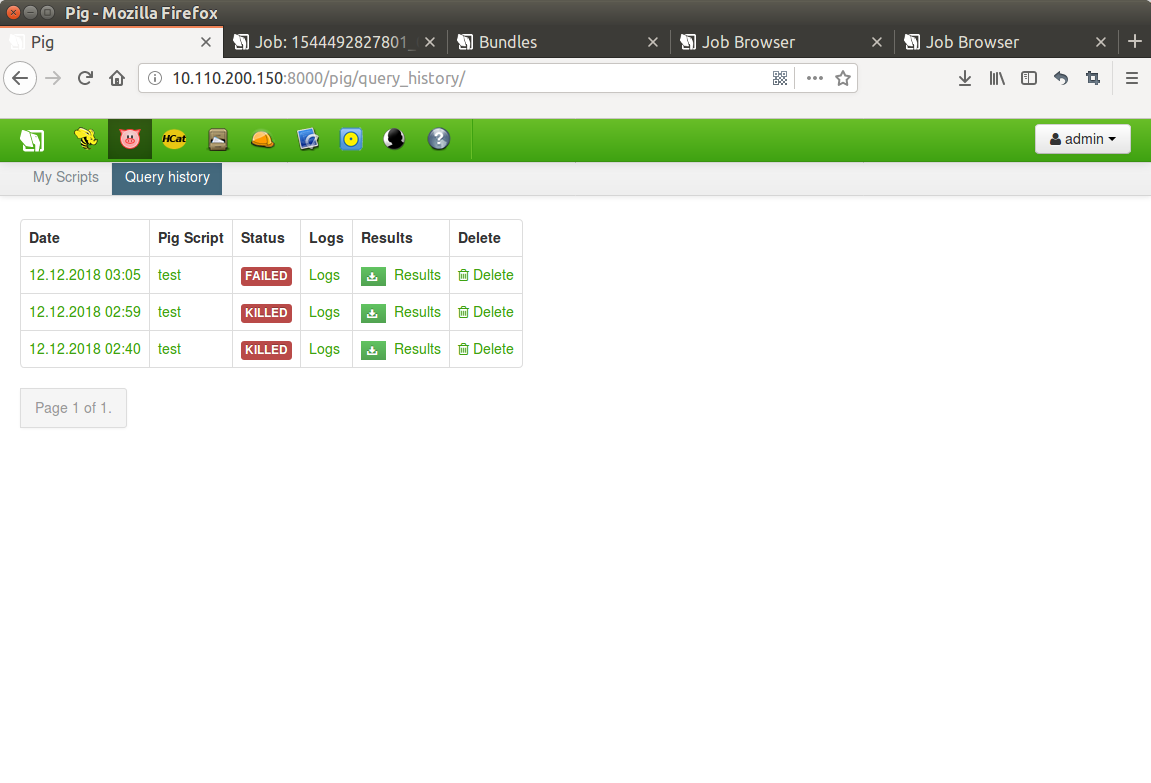 Pig - Mozilla Firefox
Pig Job: 1544492827801_ Bundles Job Browser Job Browser
10.110.200.150:8000/pig/query_history/
HCat admin
My Scripts Query history
Date Pig Script Status Logs Results Delete
12.12.2018 03:05 test FAILED Logs Results Delete
12.12.2018 02:59 test KILLED Logs Results Delete
12.12.2018 02:40 test KILLED Logs Results Delete
Page 1 of 1.